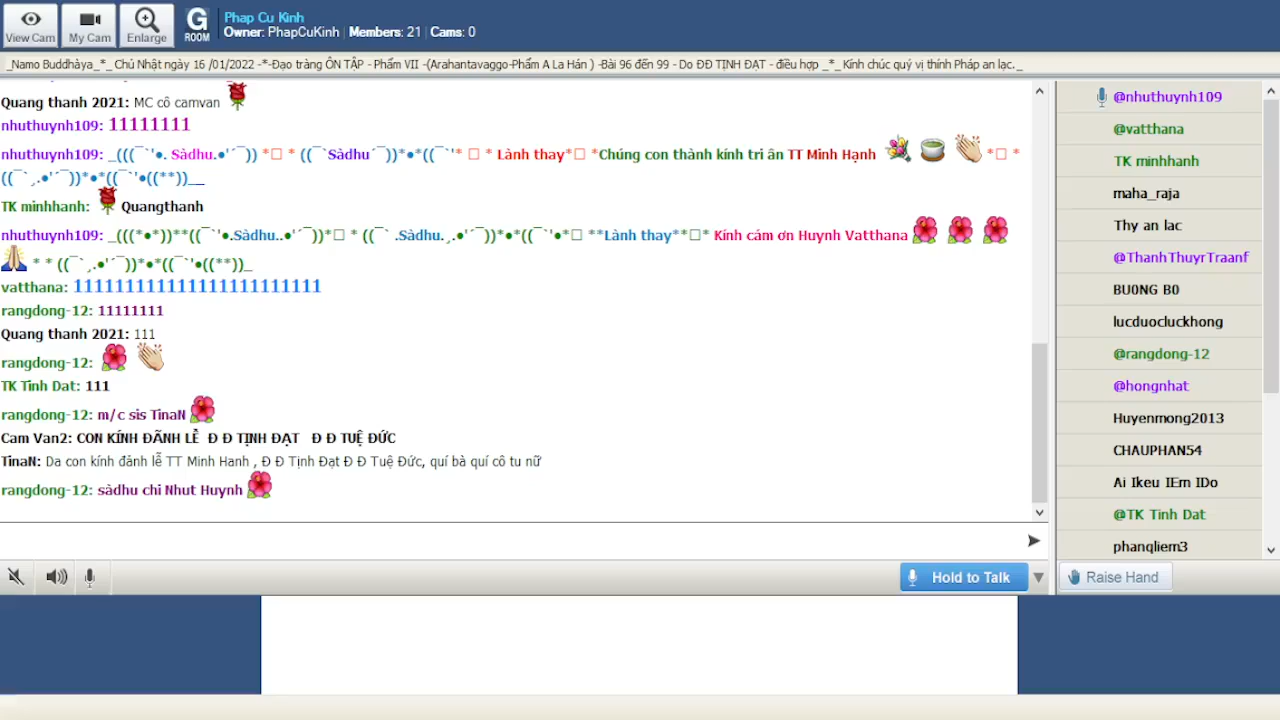 View Cam
My Cam
Enlarge
G
ROOM
Phap Cu Kinh
Owner: PhapCuKinh | Members: 21 | Cams: 0
_Namo Buddhàya_*_ Chủ Nhật ngày 16 /01/2022 -*-Đạo tràng ÔN TẬP - Phẩm VII -(Arahantavaggo-Phẩm A La Hán ) -Bài 96 đến 99 - Do ĐĐ TỊNH ĐẠT - điều hợp _*_ Kính chúc quý vị thính Pháp an lạc._
Quang thanh 2021: MC cô camvan
nhuthuynh109: 11111111
nhuthuynh109: _(((¯`'•. Sàdhu.•'´¯)) *▯ * ((¯`Sàdhu´¯))*•*((¯`'* ▯ * Lành thay*▯ *Chúng con thành kính tri ân TT Minh Hạnh *▯ *
((¯`¸.•'´¯))*•*((¯`'•((**))__
TK minhhanh: Quangthanh
nhuthuynh109: _(((*•*))**((¯`'•.Sàdhu..•'´¯))*▯ * ((¯` .Sàdhu.¸.•'´¯))*•*((¯`'•*▯ **Lành thay**▯* Kính cám ơn Huynh Vatthana
* * ((¯`¸.•'´¯))*•*((¯`'•((**))_
vatthana: 111111111111111111111111
rangdong-12: 11111111
Quang thanh 2021: 111
rangdong-12:
TK Tinh Dat: 111
rangdong-12: m/c sis TinaN
Cam Van2: CON KÍNH ĐÃNH LỄ Đ Đ TỊNH ĐẠT Đ Đ TUỆ ĐỨC
TinaN: Da con kính đãnh lễ TT Minh Hanh , Đ Đ Tịnh Đạt Đ Đ Tuệ Đức, quí bà quí cô tu nữ
rangdong-12: sàdhu chi Nhut Huynh
@nhuthuynh109
@vatthana
TK minhhanh
maha_raja
Thy an lac
@ThanhThuyrTraanf
BU0NG B0
lucduocluckhong
@rangdong-12
@hongnhat
Huyenmong2013
CHAUPHAN54
Ai Ikeu IEm IDo
@TK Tinh Dat
phanqliem3
Hold to Talk
Raise Hand